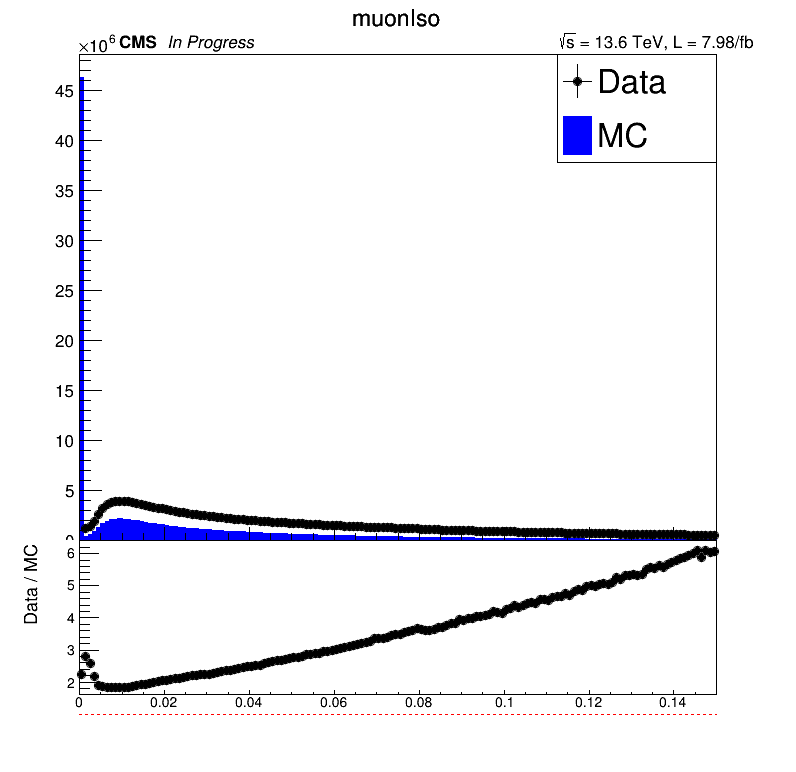 muonIso
×10⁶ CMS In Progress
√s = 13.6 TeV, L = 7.98/fb
Data
MC
45
40
35
30
25
20
15
10
5
0
Data / MC
6
5
4
3
2
0 0.02 0.04 0.06 0.08 0.1 0.12 0.14